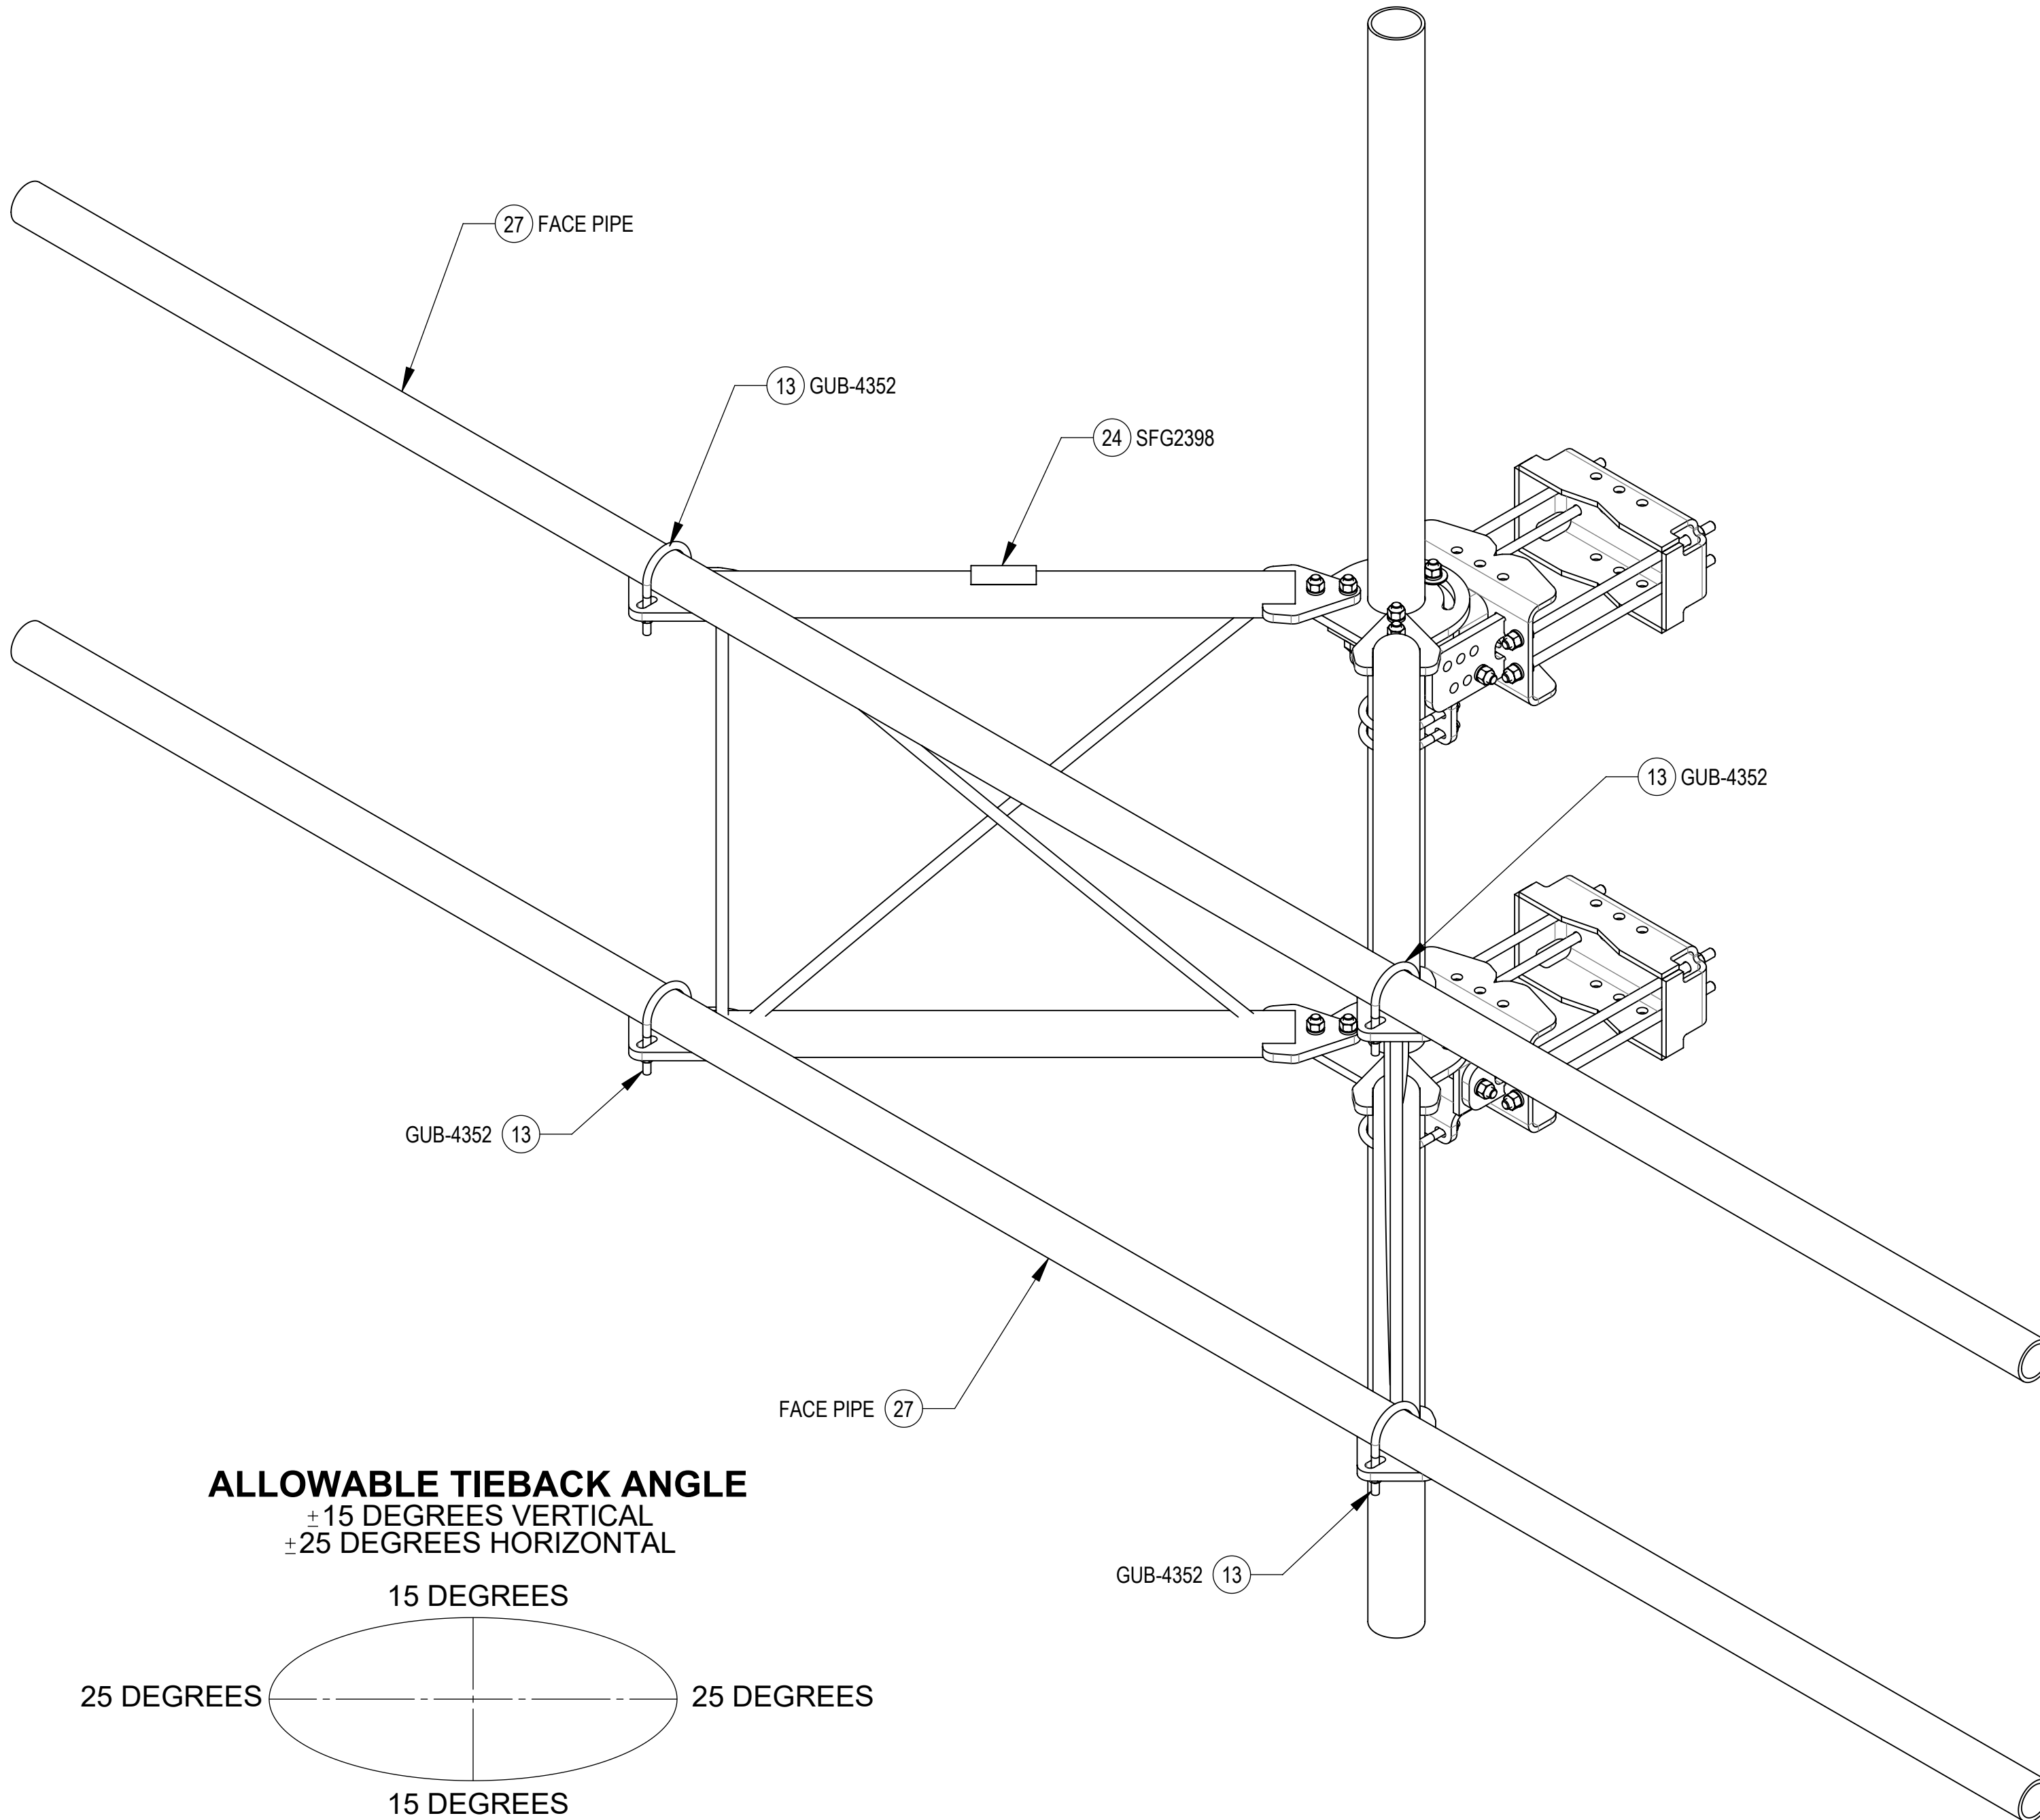 27 FACE PIPE
13 GUB-4352
24 SFG2398
13 GUB-4352
GUB-4352 13
FACE PIPE 27
GUB-4352 13
ALLOWABLE TIEBACK ANGLE
±15 DEGREES VERTICAL
±25 DEGREES HORIZONTAL
15 DEGREES
25 DEGREES
25 DEGREES
15 DEGREES